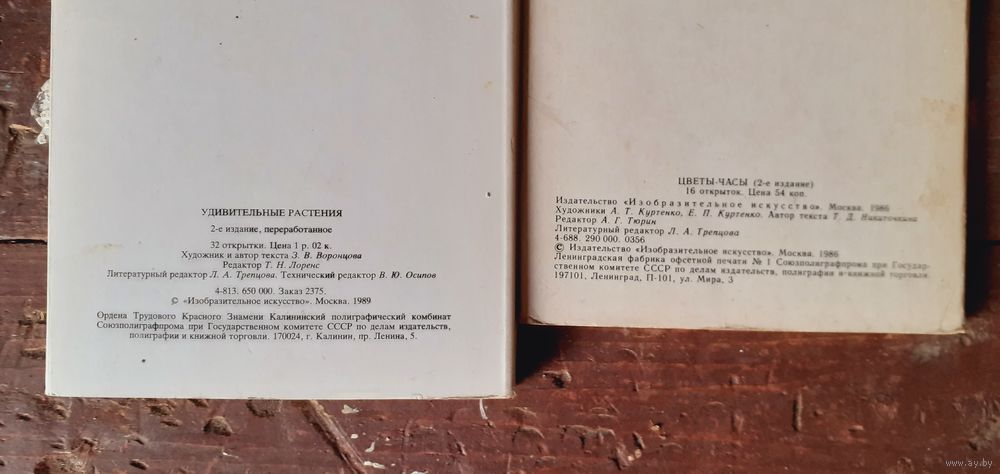 УДИВИТЕЛЬНЫЕ РАСТЕНИЯ
2-е издание, переработанное
32 открытки. Цена 1 р. 02 к.
Художник и автор текста З. В. Воронцова
Редактор Т. Н. Лоренс
Литературный редактор Л. А. Трепцова. Технический редактор В. Ю. Осипов
4-813. 650 000. Заказ 2375.
© «Изобразительное искусство». Москва. 1989
Ордена Трудового Красного Знамени Калининский полиграфический комбинат
Союзполиграфпрома при Государственном комитете СССР по делам издательств,
полиграфии и книжной торговли. 170024, г. Калинин, пр. Ленина, 5.
ЦВЕТЫ-ЧАСЫ (2-е издание)
16 открыток. Цена 54 коп.
Издательство «Изобразительное искусство». Москва. 1986
Художники А. Т. Куртенко, Е. П. Куртенко. Автор текста Т. Д. Никиточкина
Редактор А. Г. Тюрин
Литературный редактор Л. А. Трепцова
4-688. 290 000. 0356
© Издательство «Изобразительное искусство». Москва. 1986
Ленинградская фабрика офсетной печати № 1 Союзполиграфпрома при Государ-
ственном комитете СССР по делам издательств, полиграфии и книжной торговли.
197101, Ленинград, П-101, ул. Мира, 3
www.ay.by